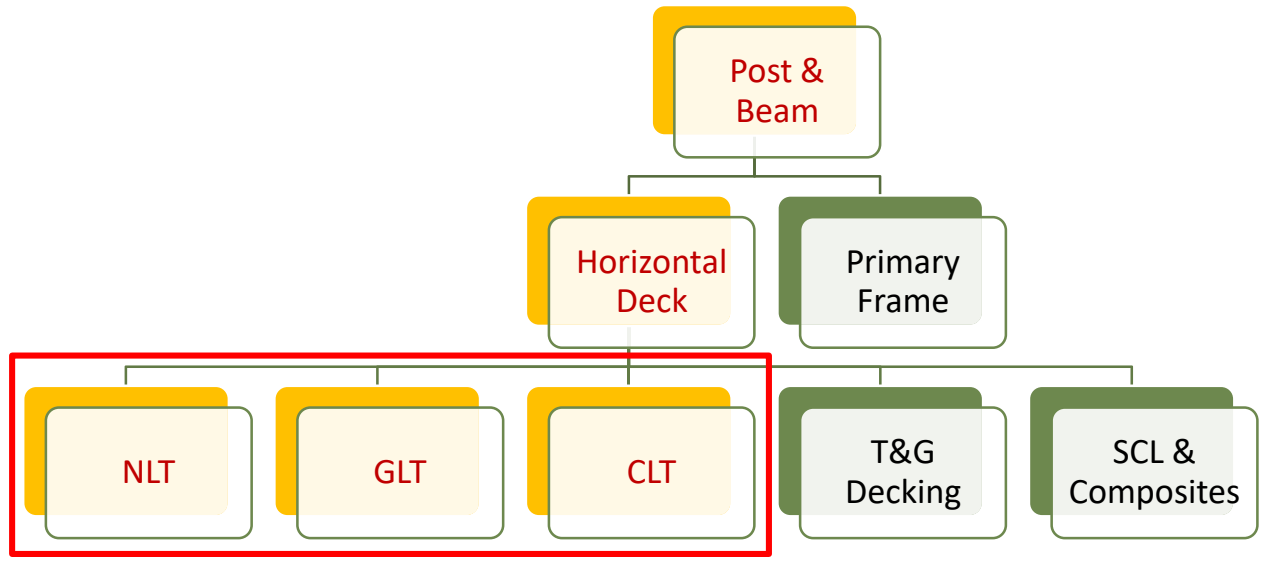 Post &
Beam
Horizontal
Deck
Primary
Frame
NLT
GLT
CLT
T&G
Decking
SCL &
Composites